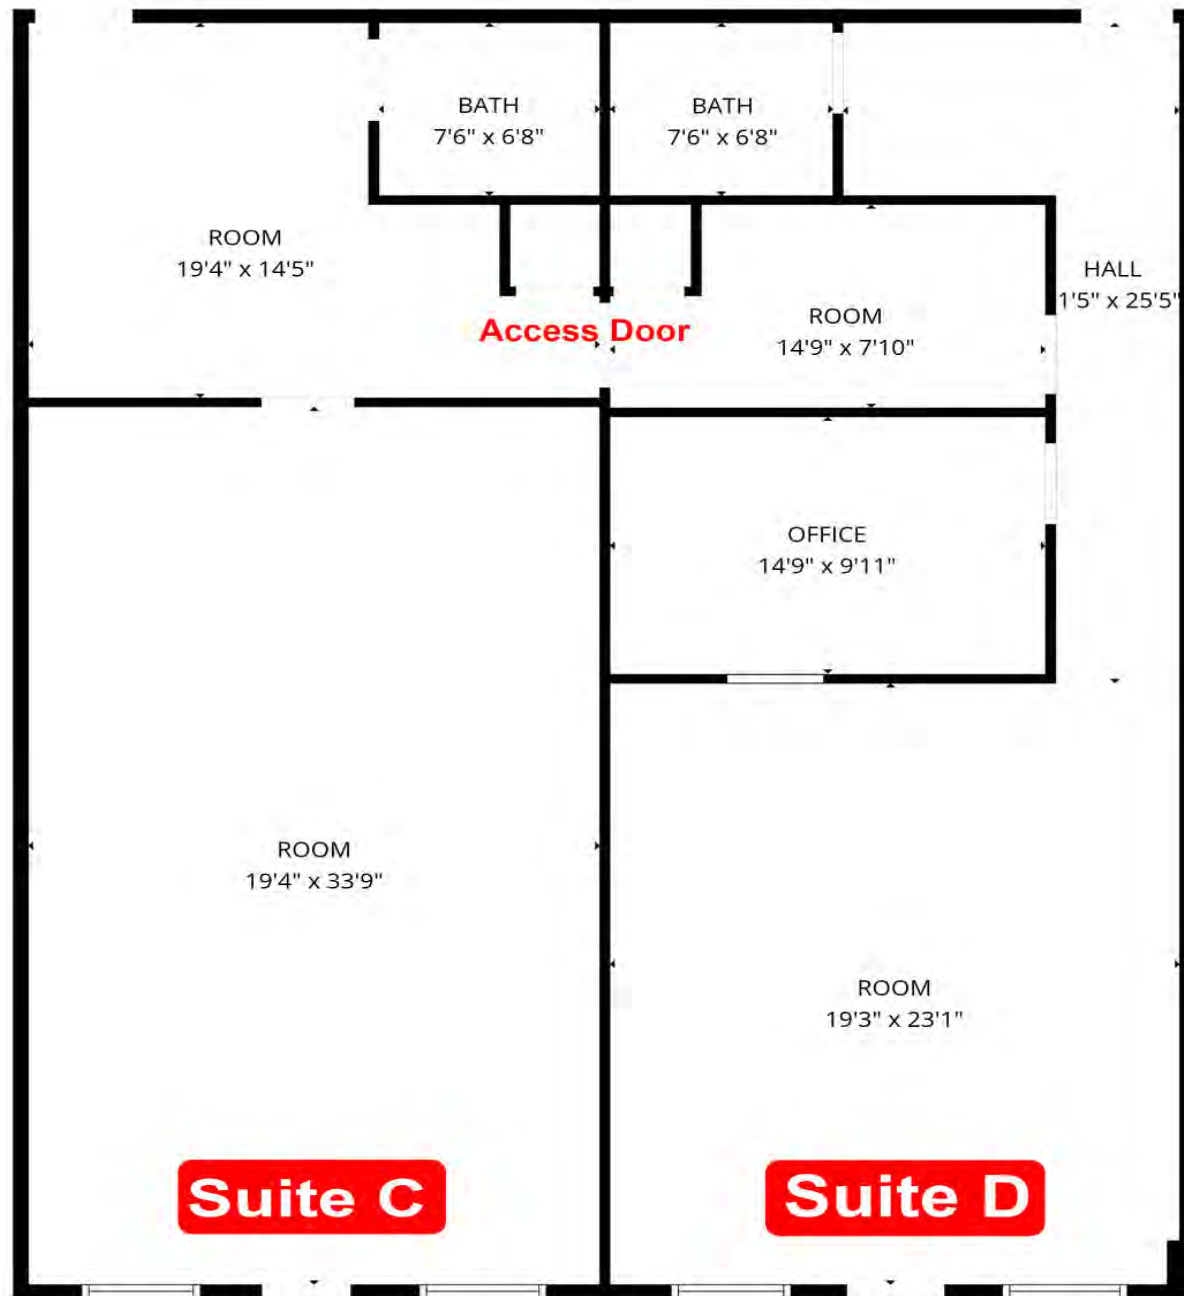 BATH
7'6" x 6'8"
BATH
7'6" x 6'8"
ROOM
19'4" x 14'5"
HALL
1'5" x 25'5"
Access Door
ROOM
14'9" x 7'10"
OFFICE
14'9" x 9'11"
ROOM
19'4" x 33'9"
ROOM
19'3" x 23'1"
Suite C
Suite D